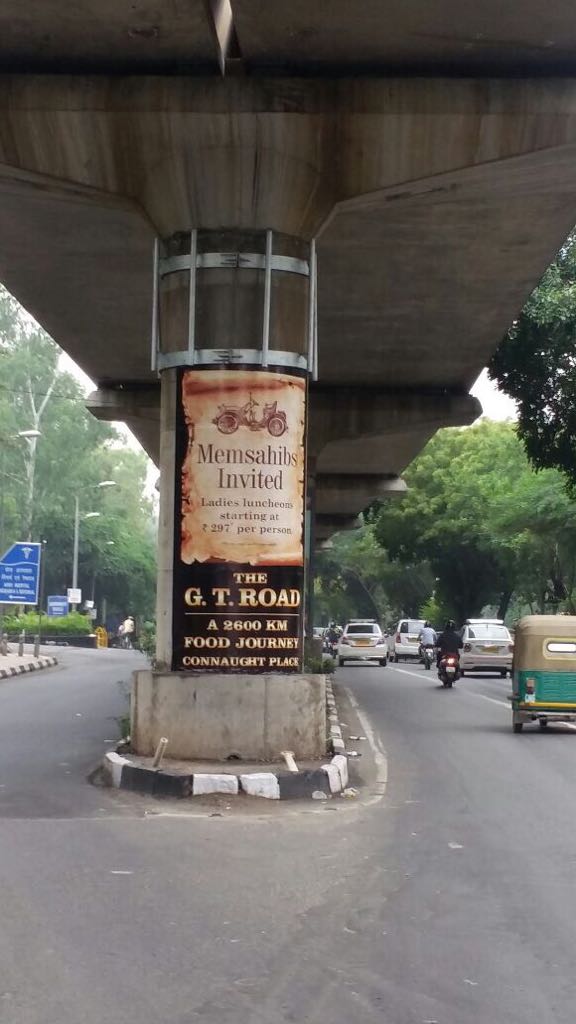 Memsahibs
Invited
Ladies luncheons
starting at
₹ 297* per person
THE
G. T. ROAD
A 2600 KM
FOOD JOURNEY
CONNAUGHT PLACE